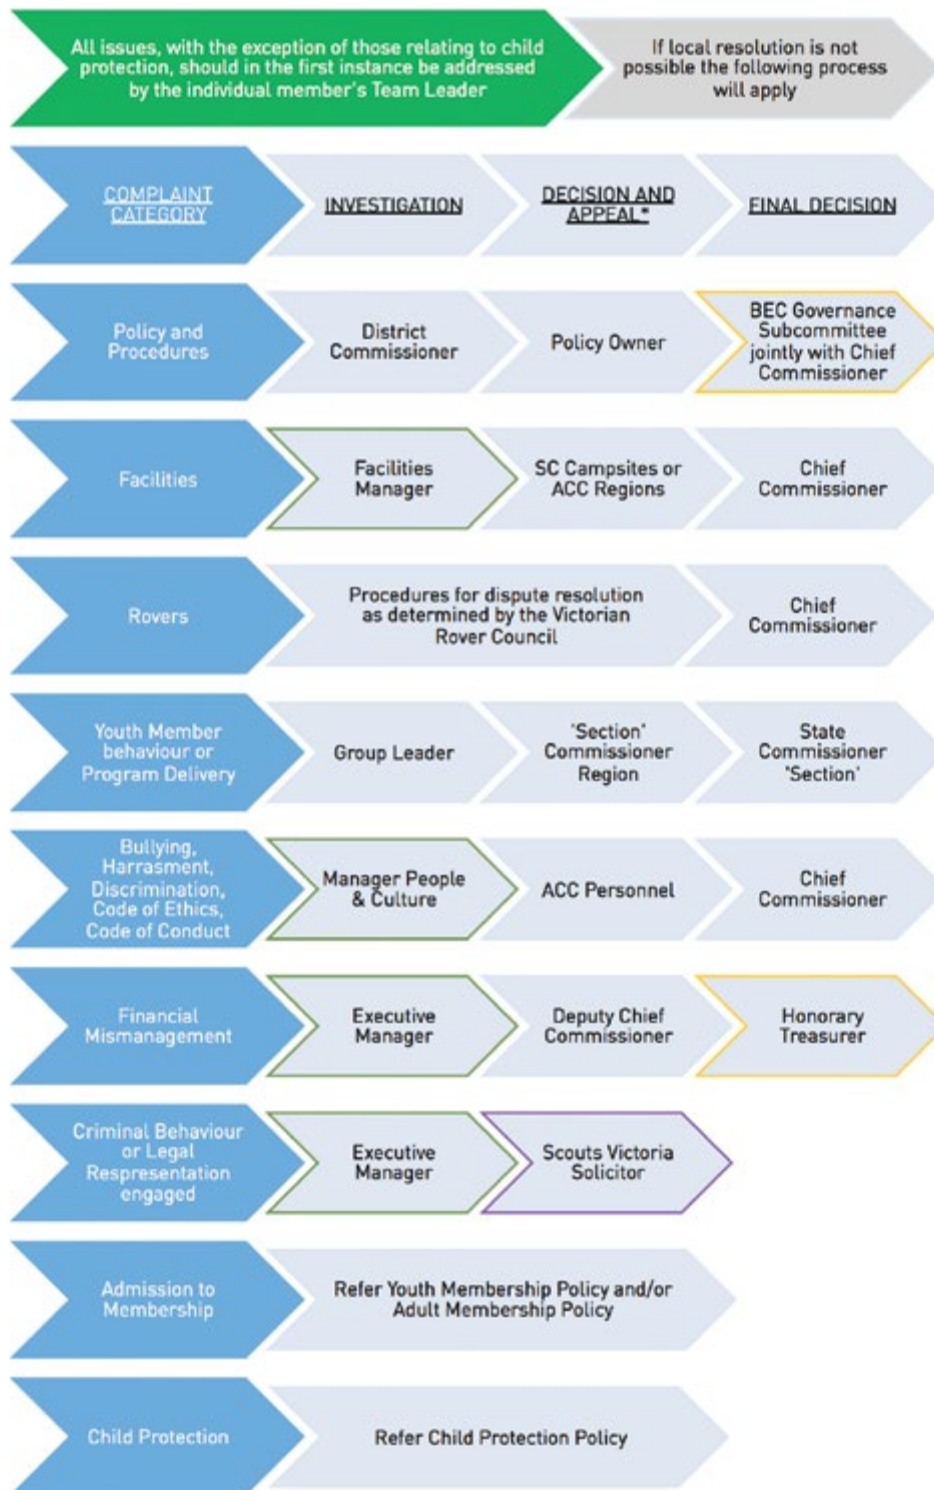 All issues, with the exception of those relating to child
protection, should in the first instance be addressed
by the individual member's Team Leader
If local resolution is not
possible the following process
will apply
COMPLAINT
CATEGORY
INVESTIGATION
DECISION AND
APPEAL*
FINAL DECISION
Policy and
Procedures
District
Commissioner
Policy Owner
BEC Governance
Subcommittee
jointly with Chief
Commissioner
Facilities
Facilities
Manager
SC Campsites or
ACC Regions
Chief
Commissioner
Rovers
Procedures for dispute resolution
as determined by the Victorian
Rover Council
Chief
Commissioner
Youth Member
behaviour or
Program Delivery
Group Leader
'Section'
Commissioner
Region
State
Commissioner
'Section'
Bullying,
Harrasment,
Discrimination,
Code of Ethics,
Code of Conduct
Manager People
& Culture
ACC Personnel
Chief
Commissioner
Financial
Mismanagement
Executive
Manager
Deputy Chief
Commissioner
Honorary
Treasurer
Criminal Behaviour
or Legal
Respresentation
engaged
Executive
Manager
Scouts Victoria
Solicitor
Admission to
Membership
Refer Youth Membership Policy and/or
Adult Membership Policy
Child Protection
Refer Child Protection Policy